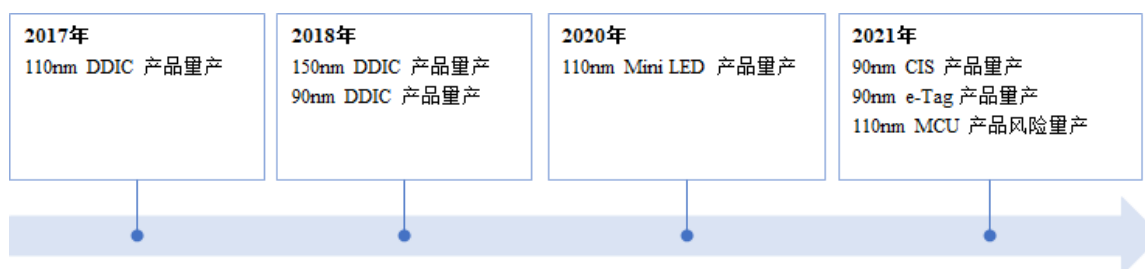 2017年
110nm DDIC 产品量产
2018年
150nm DDIC 产品量产
90nm DDIC 产品量产
2020年
110nm Mini LED 产品量产
2021年
90nm CIS 产品量产
90nm e-Tag 产品量产
110nm MCU 产品风险量产